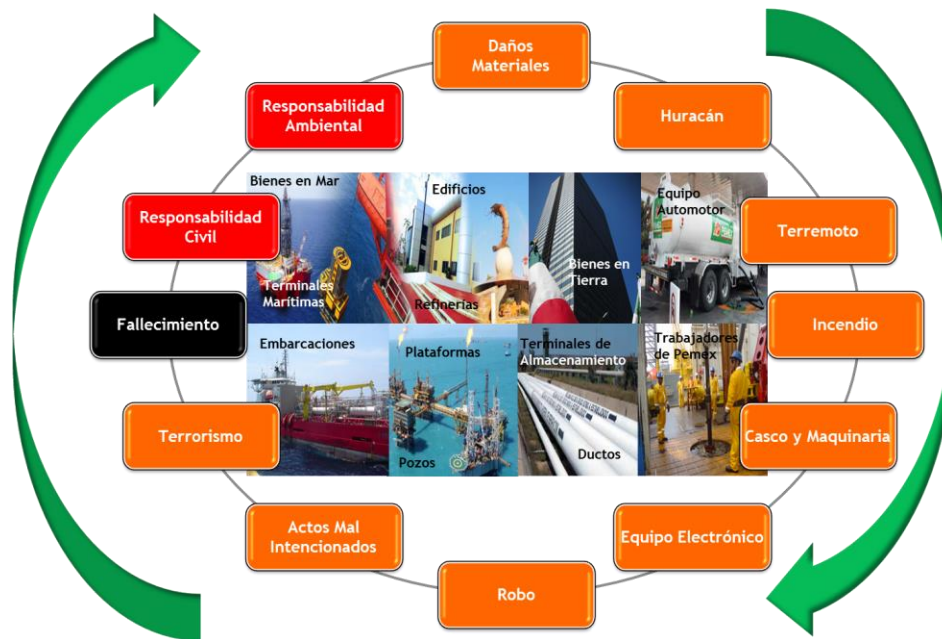 Daños
Materiales
Responsabilidad
Ambiental
Huracán
Bienes en Mar
Edificios
Equipo
Automotor
Responsabilidad
Civil
Terremoto
Bienes en
Tierra
Terminales
Marítimas
Refinerías
Fallecimiento
Incendio
Embarcaciones
Plataformas
Terminales de
Almacenamiento
Trabajadores
de Pemex
Terrorismo
Casco y Maquinaria
Pozos
Ductos
Actos Mal
Intencionados
Equipo Electrónico
Robo